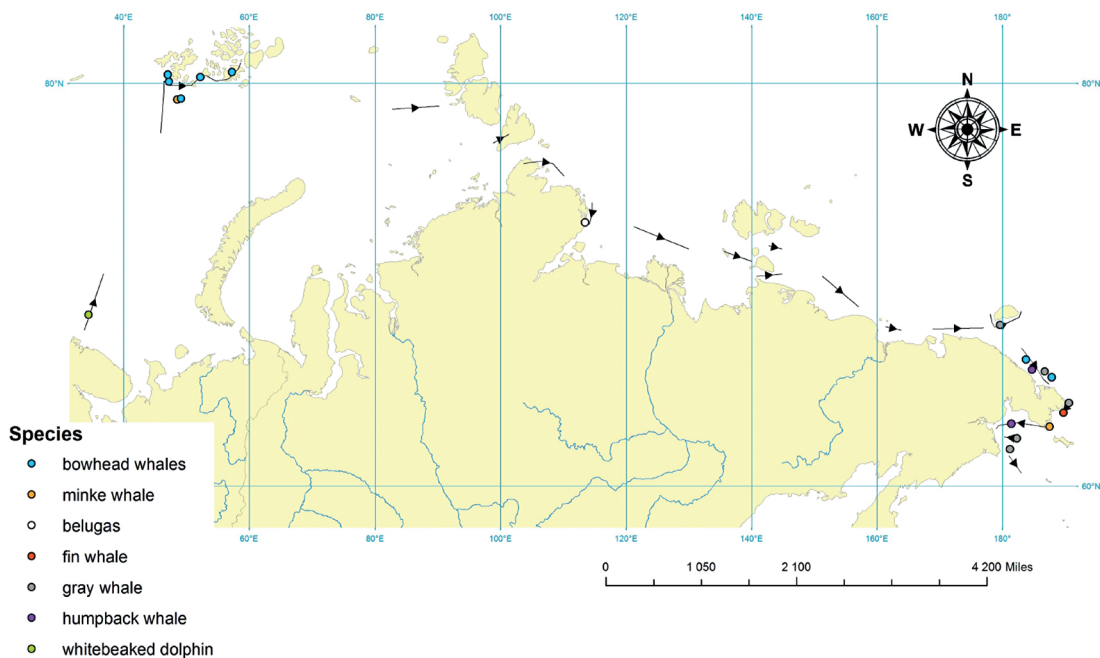 40°E 60°E 80°E 100°E 120°E 140°E 160°E 180°
80°N 80°N
N
W E
S
60°N
60°E 80°E 100°E 120°E 140°E 160°E 180°
Species
bowhead whales
minke whale
belugas
fin whale
gray whale
humpback whale
whitebeaked dolphin
0 1 050 2 100 4 200 Miles